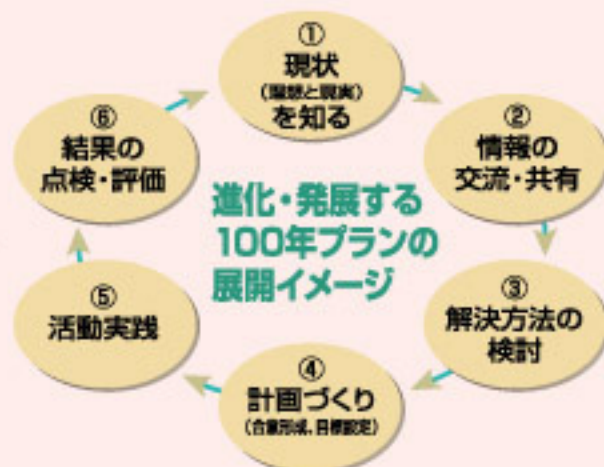 ①
現状
(理想と現実)
を知る
②
情報の
交流・共有
③
解決方法の
検討
④
計画づくり
(合意形成、目標設定)
⑤
活動実践
⑥
結果の
点検・評価
進化・発展する
100年プランの
展開イメージ